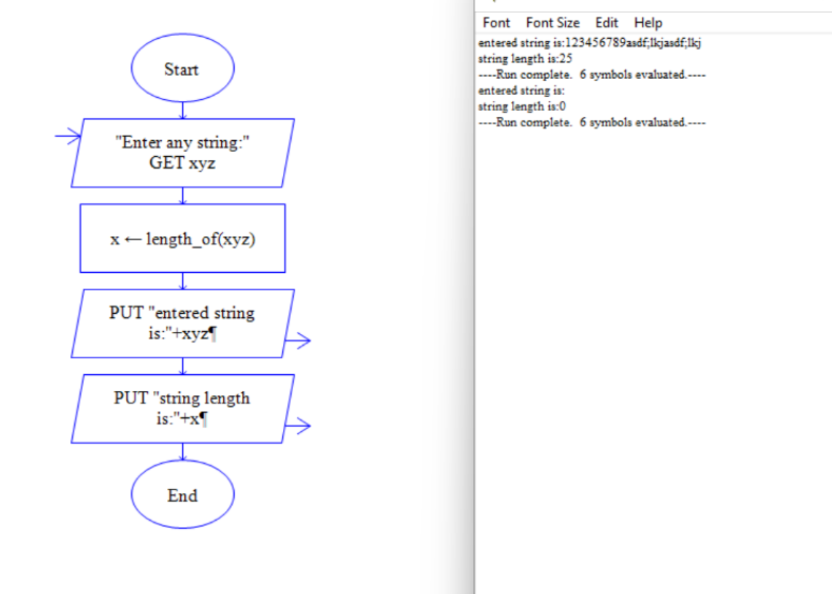 Start
"Enter any string:"
GET xyz
x ← length_of(xyz)
PUT "entered string
is:"+xyz¶
PUT "string length
is:"+x¶
End
Font Font Size Edit Help
entered string is:123456789asdf;lkjasdf;lkj
string length is:25
----Run complete.  6 symbols evaluated.----
entered string is:
string length is:0
----Run complete.  6 symbols evaluated.----